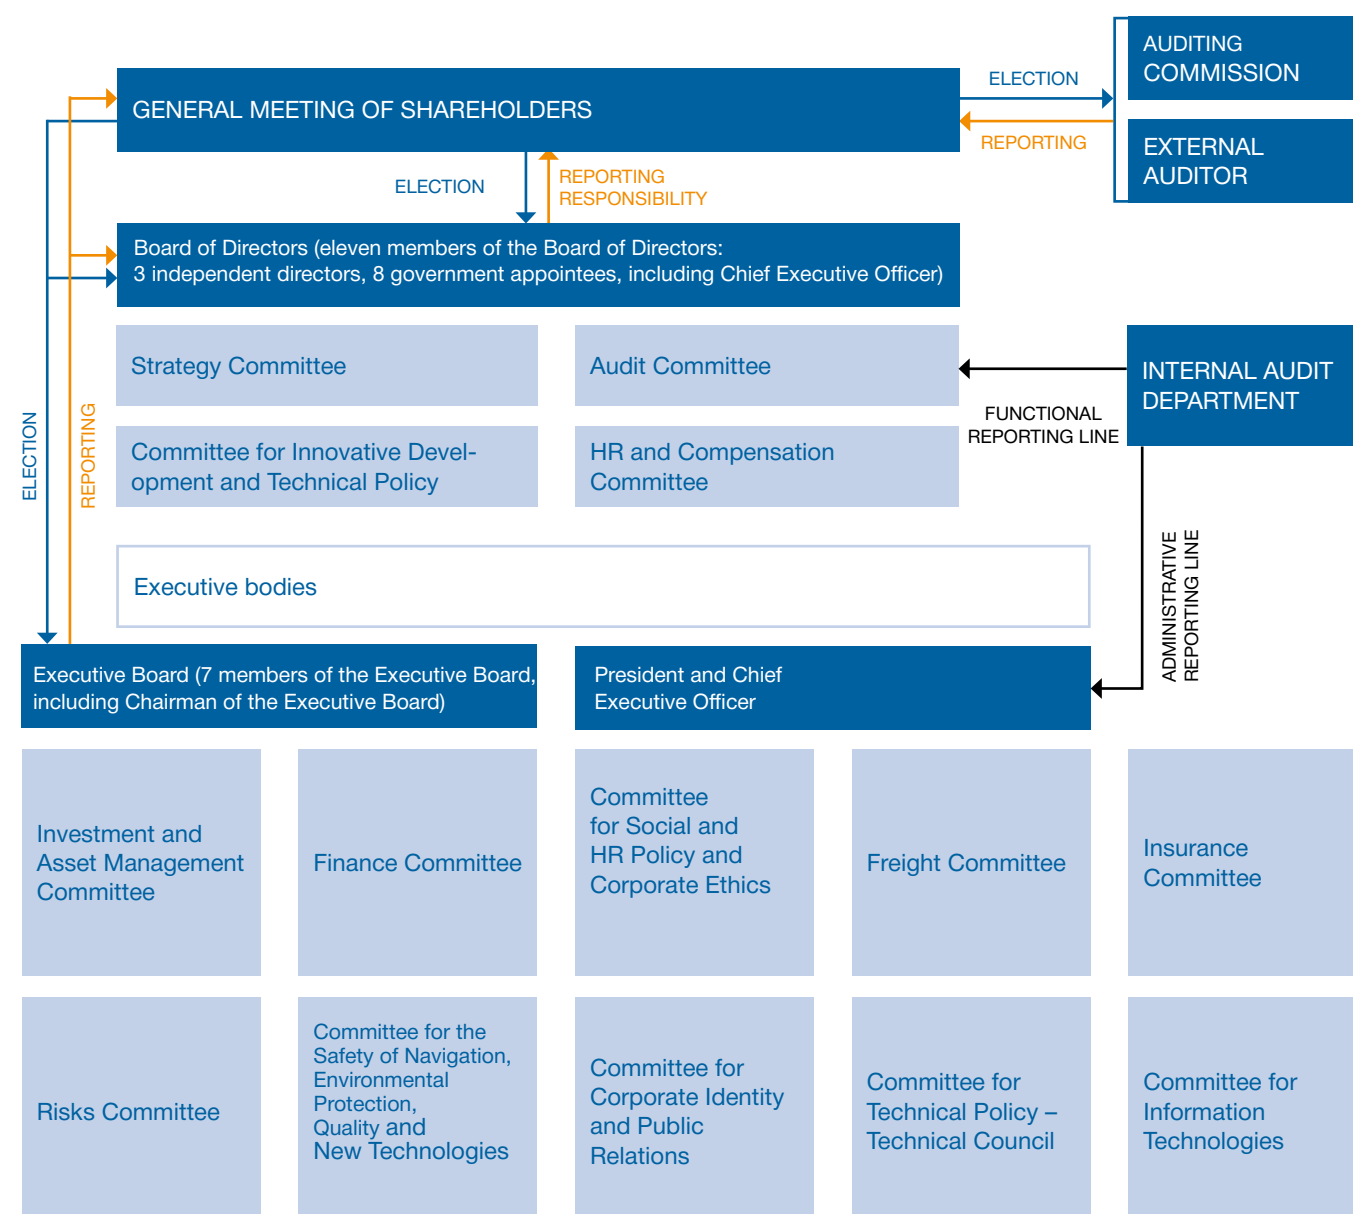 AUDITING
COMMISSION
ELECTION
GENERAL MEETING OF SHAREHOLDERS
REPORTING
EXTERNAL
AUDITOR
ELECTION
REPORTING
RESPONSIBILITY
Board of Directors (eleven members of the Board of Directors:
3 independent directors, 8 government appointees, including Chief Executive Officer)
Strategy Committee
Audit Committee
INTERNAL AUDIT
DEPARTMENT
FUNCTIONAL
REPORTING LINE
ELECTION
REPORTING
Committee for Innovative Devel-
opment and Technical Policy
HR and Compensation
Committee
ADMINISTRATIVE
REPORTING LINE
Executive bodies
Executive Board (7 members of the Executive Board,
including Chairman of the Executive Board)
President and Chief
Executive Officer
Investment and
Asset Management
Committee
Finance Committee
Committee
for Social and
HR Policy and
Corporate Ethics
Freight Committee
Insurance
Committee
Risks Committee
Committee for the
Safety of Navigation,
Environmental
Protection,
Quality and
New Technologies
Committee for
Corporate Identity
and Public
Relations
Committee for
Technical Policy –
Technical Council
Committee for
Information
Technologies